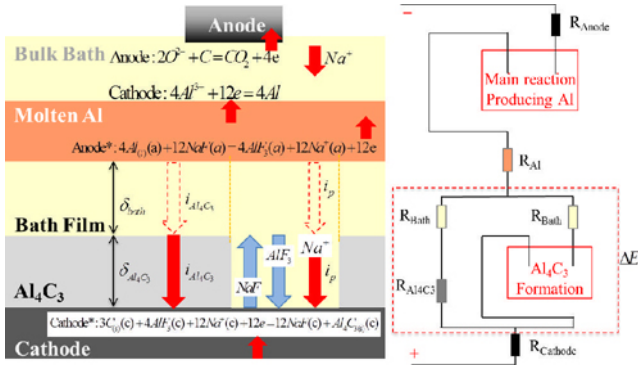 Anode
Bulk Bath
Anode: 2O²⁻ + C = CO₂ + 4e
Na⁺
Cathode: 4Al³⁺ + 12e = 4Al
Molten Al
Anode*: 4Al₍ₗ₎(a)+12NaF(a)−4AlF₃(a)+12Na⁺(a)+12e
δ_bath
i_Al₄C₃
i_p
Bath Film
δ_Al₄C₃
i_Al₄C₃
NaF
AlF₃
Na⁺
i_p
Al₄C₃
Cathode*: 3C₍ₛ₎(c)+4AlF₃(c)+12Na⁺(c)+12e−12NaF(c)+Al₄C₃₍ₛ₎(c)
Cathode
−
R_Anode
Main reaction
Producing Al
R_Al
R_Bath
R_Bath
ΔE
R_Al4C3
Al₄C₃
Formation
+
R_Cathode